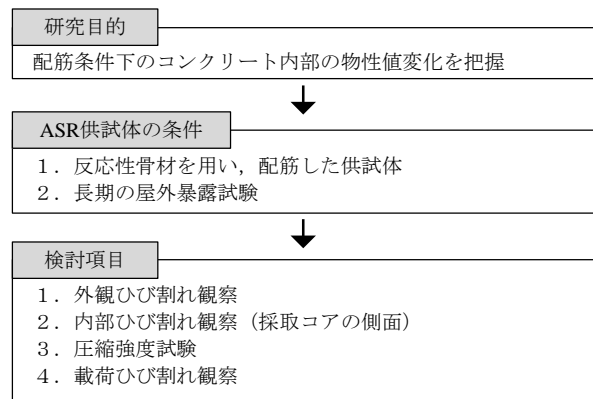 研究目的
配筋条件下のコンクリート内部の物性値変化を把握
ASR供試体の条件
１．反応性骨材を用い，配筋した供試体
２．長期の屋外暴露試験
検討項目
１．外観ひび割れ観察
２．内部ひび割れ観察（採取コアの側面）
３．圧縮強度試験
４．載荷ひび割れ観察